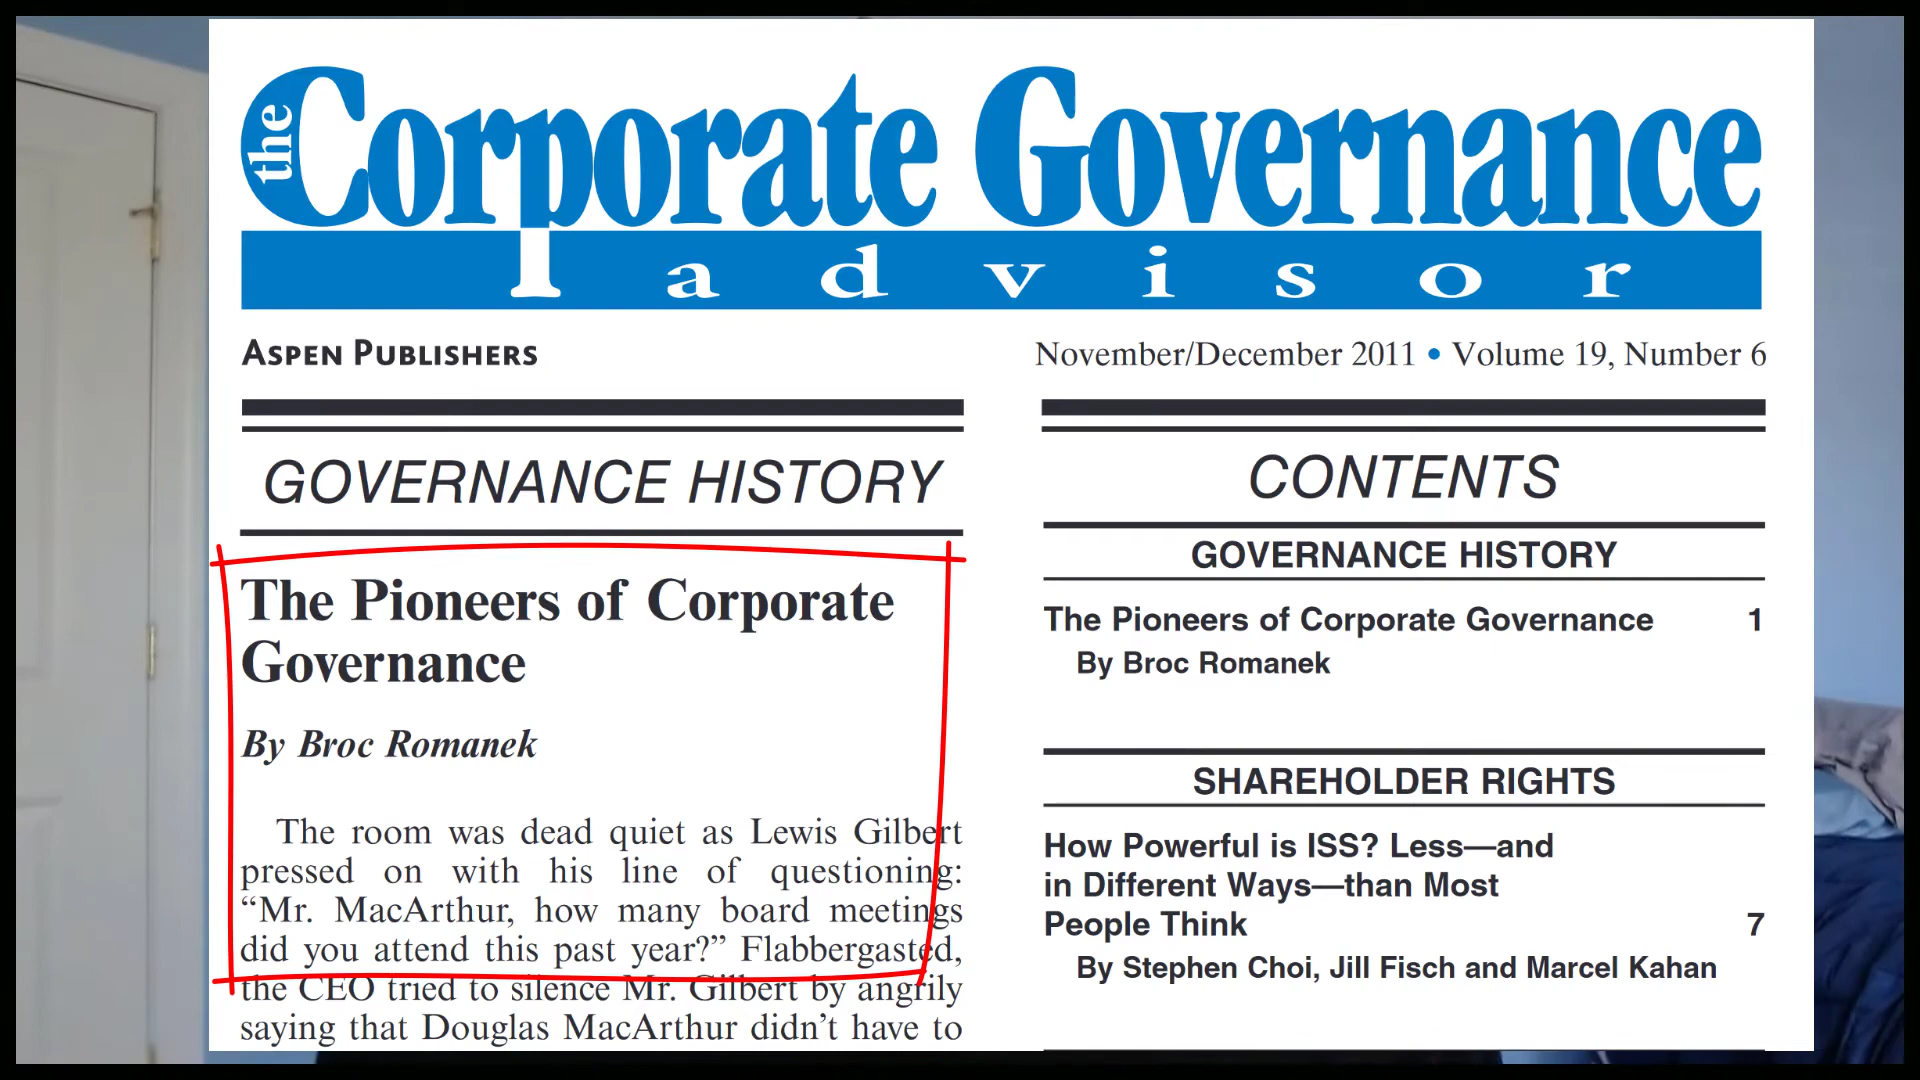 the Corporate Governance
advisor
ASPEN PUBLISHERS
November/December 2011 • Volume 19, Number 6
GOVERNANCE HISTORY
The Pioneers of Corporate
Governance
By Broc Romanek
The room was dead quiet as Lewis Gilbert
pressed on with his line of questioning:
“Mr. MacArthur, how many board meetings
did you attend this past year?” Flabbergasted,
the CEO tried to silence Mr. Gilbert by angrily
saying that Douglas MacArthur didn’t have to
CONTENTS
GOVERNANCE HISTORY
The Pioneers of Corporate Governance 1
By Broc Romanek
SHAREHOLDER RIGHTS
How Powerful is ISS? Less—and
in Different Ways—than Most
People Think 7
By Stephen Choi, Jill Fisch and Marcel Kahan